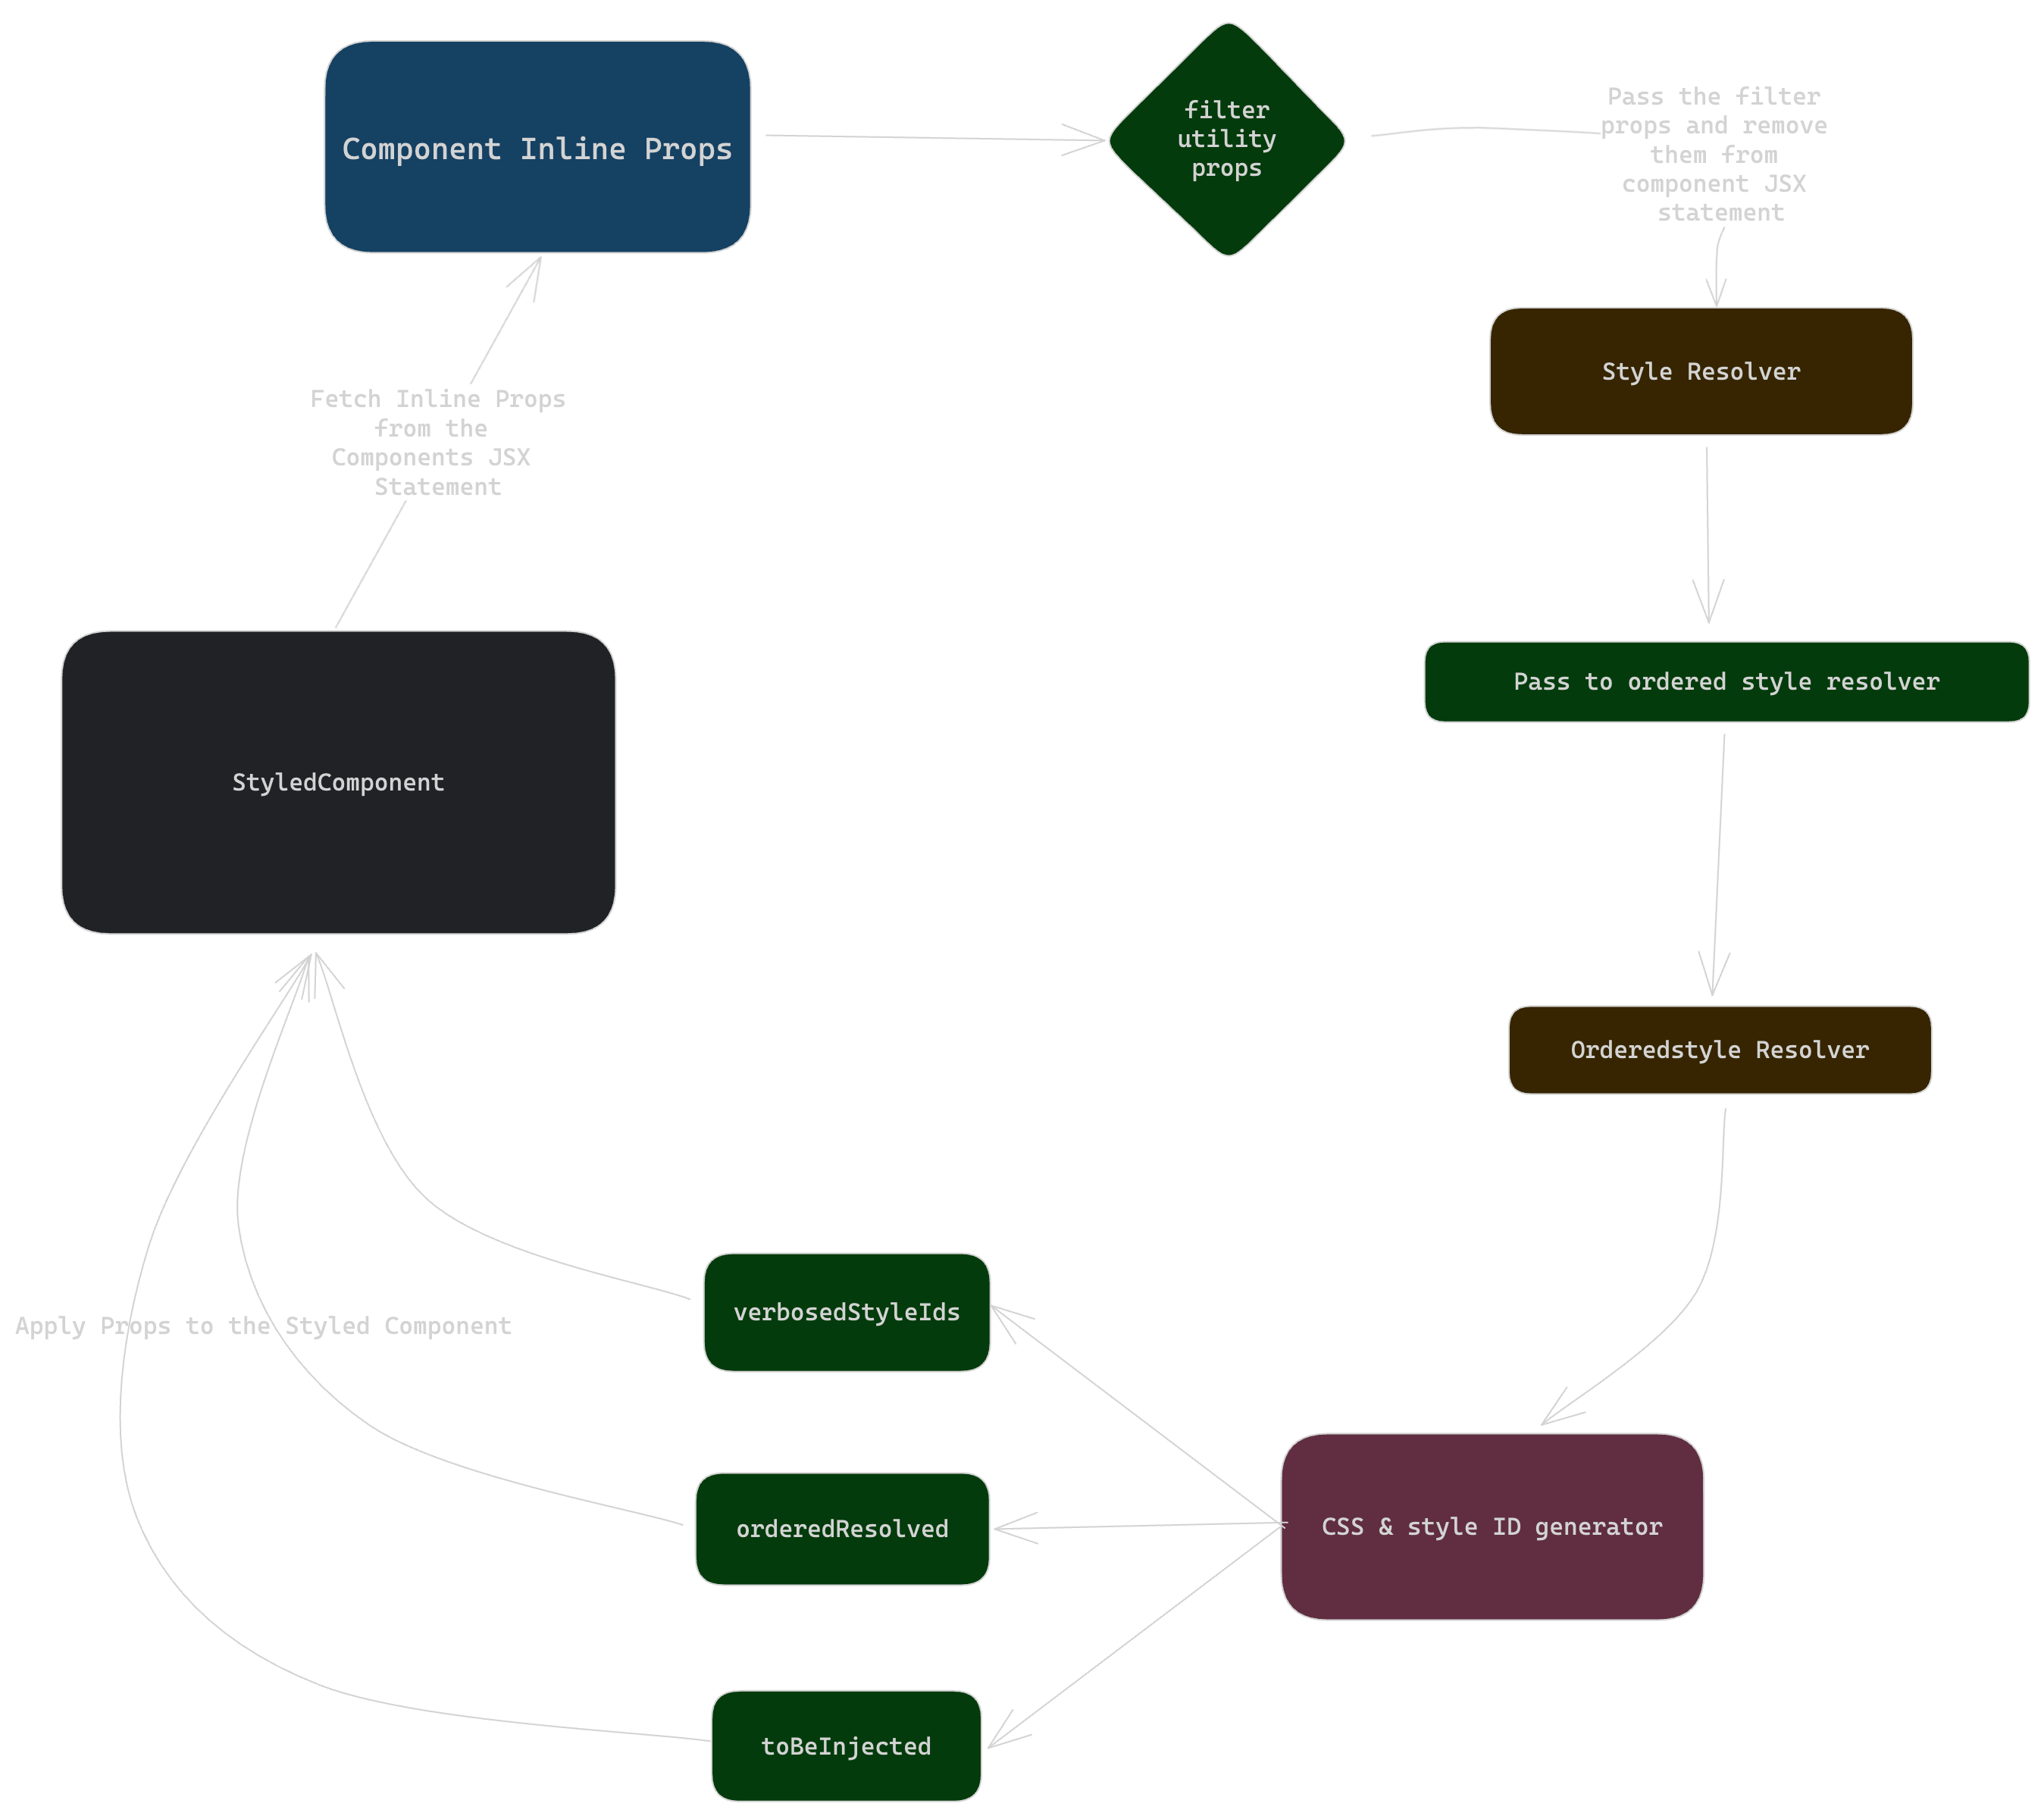 Component Inline Props
filter
utility
props
Pass the filter
props and remove
them from
component JSX
statement
Style Resolver
Fetch Inline Props
from the
Components JSX
Statement
Pass to ordered style resolver
StyledComponent
Orderedstyle Resolver
verbosedStyleIds
Apply Props to the Styled Component
orderedResolved
CSS & style ID generator
toBeInjected